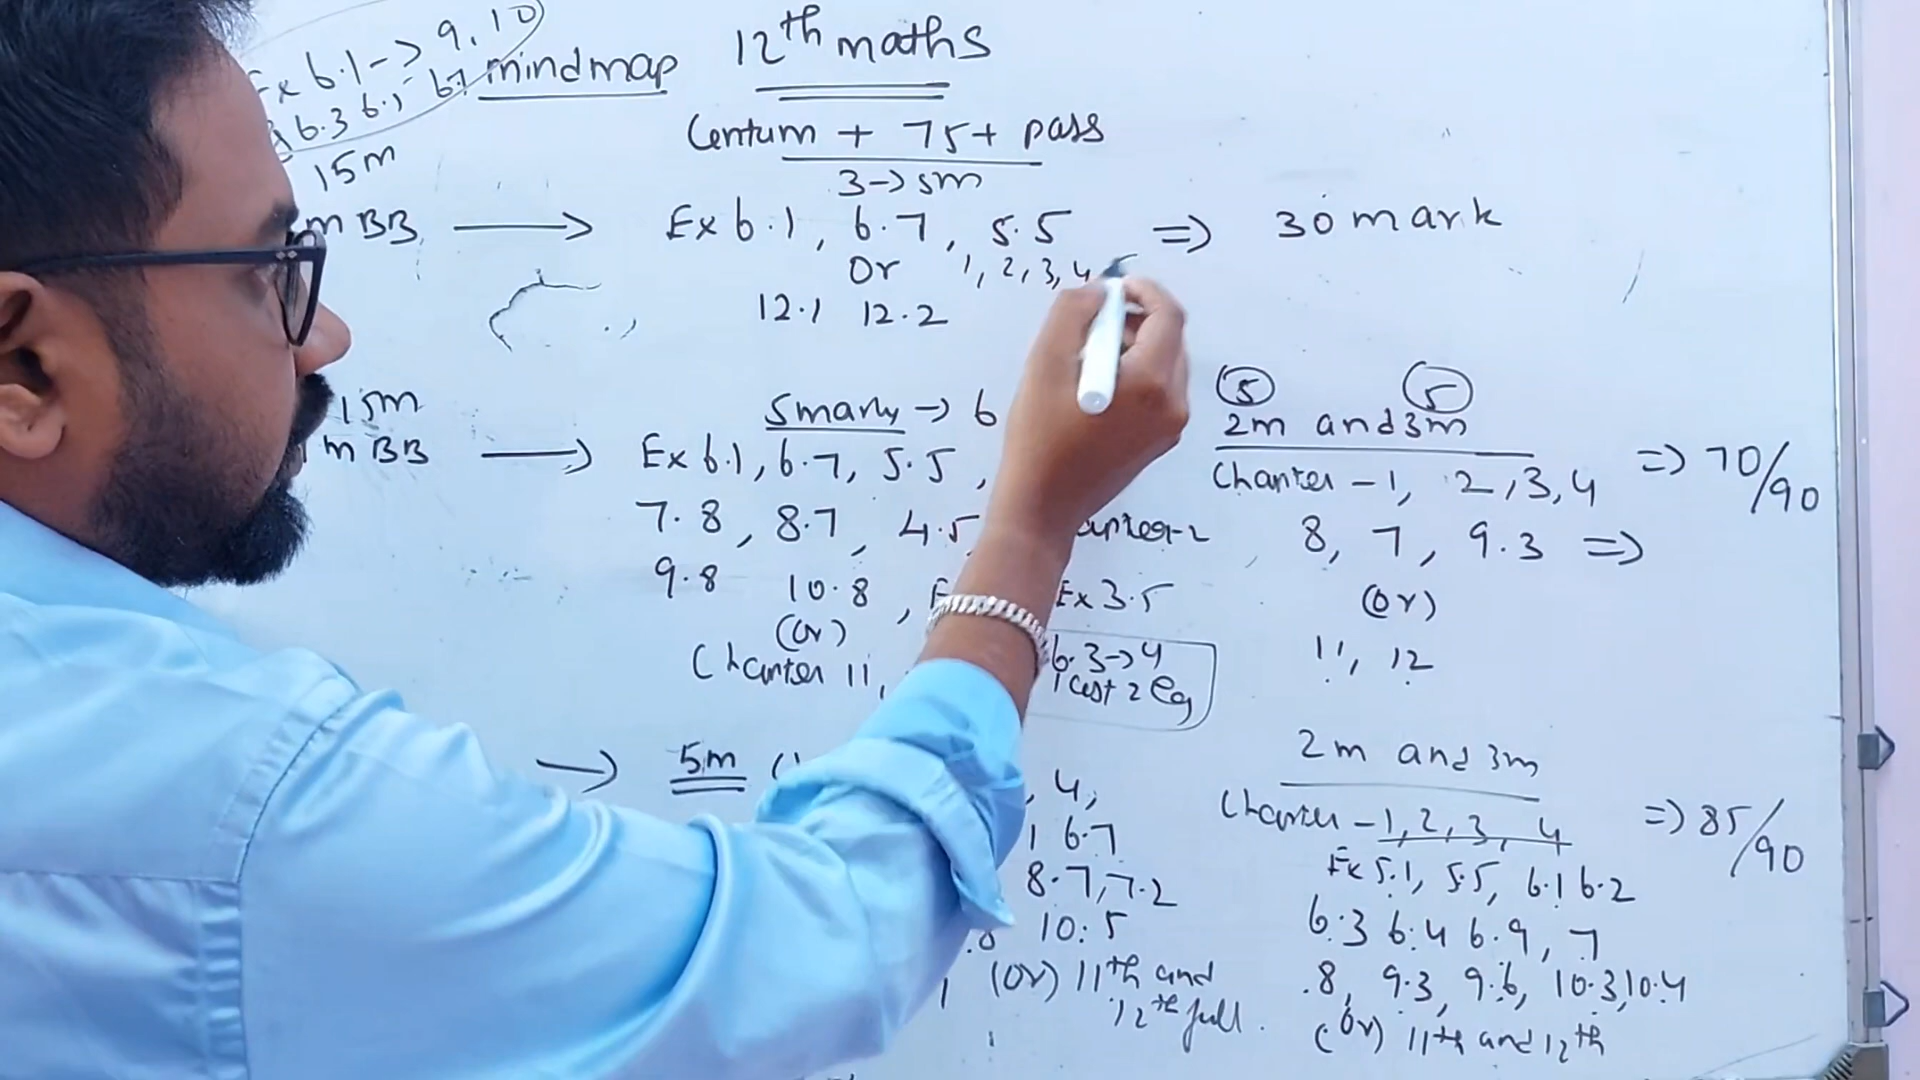 Ex 6.1 -> 9, 10
6.3 6.5 6.7
mindmap 12th maths
Centum + 75+ pass
15m
3->5m
m BB -> Ex 6.1, 6.7, 5.5 => 30 mark
Or 1, 2, 3, 4
12.1 12.2
15m
m BB -> 5mark -> 6
Ex 6.1, 6.7, 5.5,
7.8, 8.7, 4.5,
9.8 10.8, Ex 3.5
(or)
Chapter 11,
6.3->4
1 cest 2 eg
5 5
2m and 3m
Chapter - 1, 2, 3, 4 => 70/90
8, 7, 9.3 =>
(or)
11, 12
-> 5m
, 4,
1 6.7
8.7, 7.2
.8 10.5
(or) 11th and
12th full.
2m and 3m
Chapter - 1, 2, 3, 4 => 85/90
Ex 5.1, 5.5, 6.1 6.2
6.3 6.4 6.9, 7
.8, 9.3, 9.6, 10.3, 10.4
(or) 11th and 12th